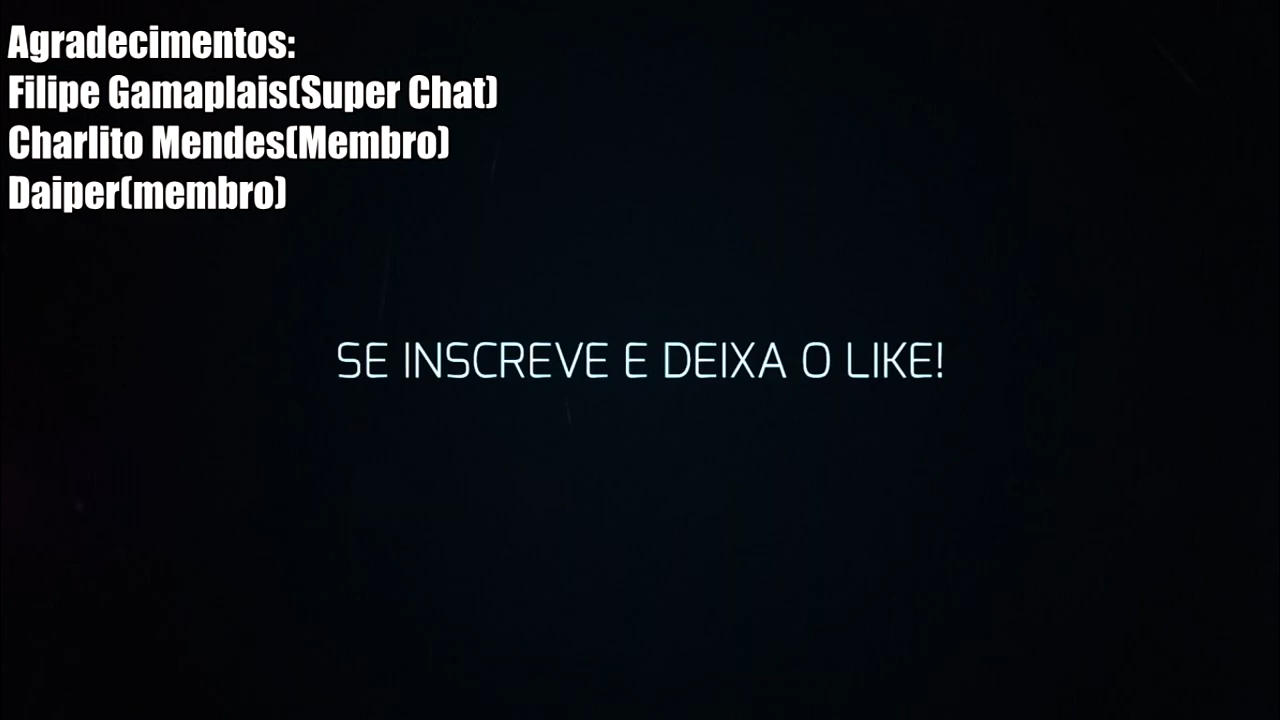 Agradecimentos:
Filipe Gamaplais(Super Chat)
Charlito Mendes(Membro)
Daiper(membro)
SE INSCREVE E DEIXA O LIKE!